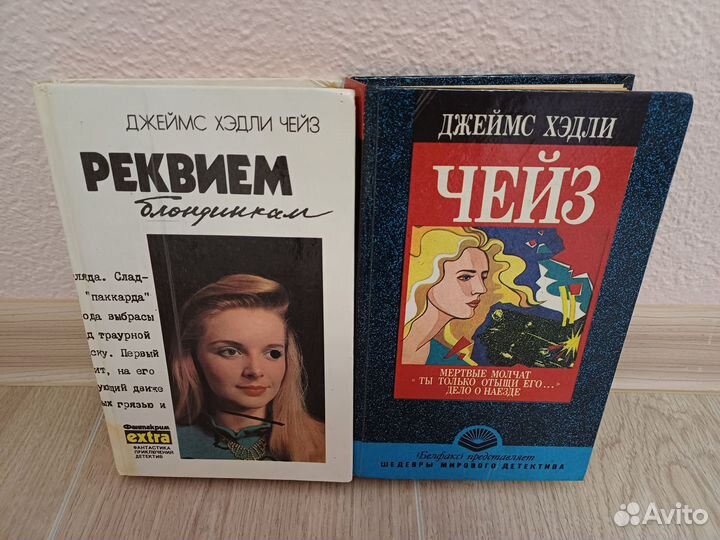 ДЖЕЙМС ХЭДЛИ ЧЕЙЗ
РЕКВИЕМ
блондинкам
ляда. Слад-
"паккарда"
ода выбрасы
д траурной
ску. Первый
ит, на его
ующий движе
ых грязью и
Фантакрим
extra
ФАНТАСТИКА
ПРИКЛЮЧЕНИЯ
ДЕТЕКТИВ
ДЖЕЙМС ХЭДЛИ
ЧЕЙЗ
МЕРТВЫЕ МОЛЧАТ
"ТЫ ТОЛЬКО ОТЫЩИ ЕГО..."
ДЕЛО О НАЕЗДЕ
«Белфакс» представляет
ШЕДЕВРЫ МИРОВОГО ДЕТЕКТИВА
Avito